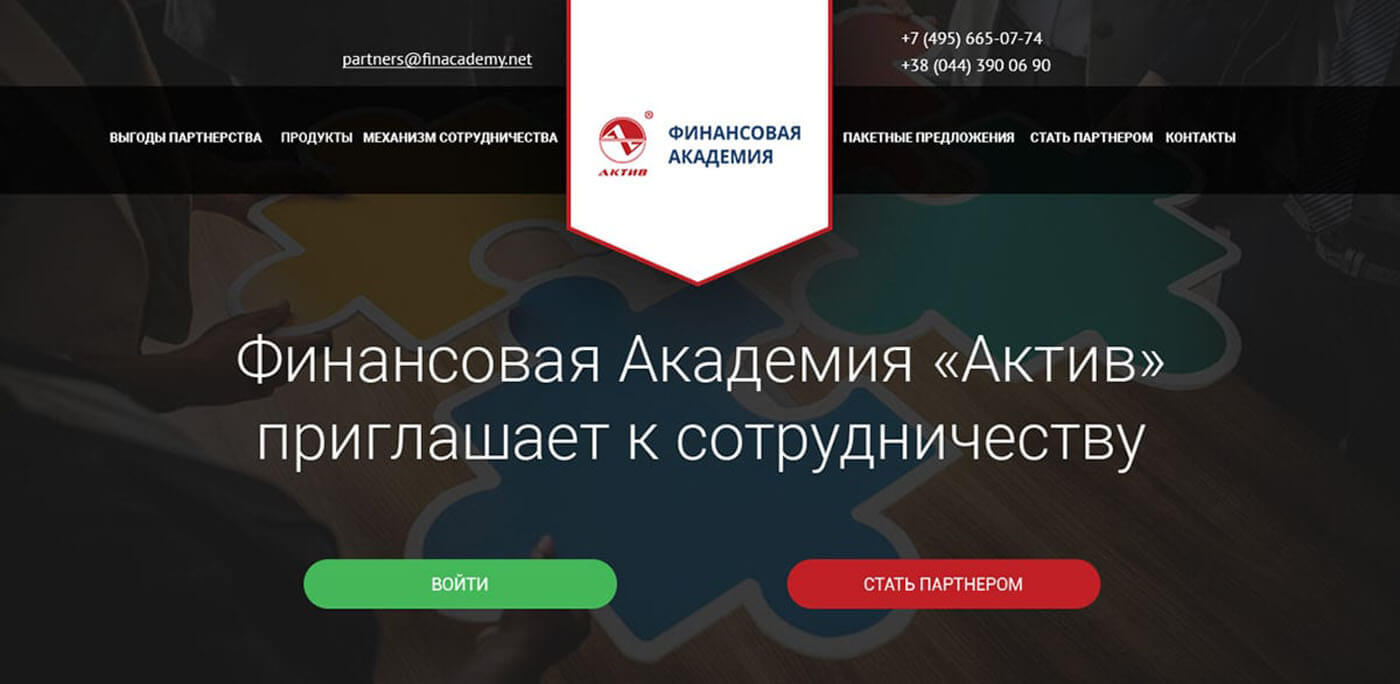 partners@finacademy.net
+7 (495) 665-07-74
+38 (044) 390 06 90
ВЫГОДЫ ПАРТНЕРСТВА ПРОДУКТЫ МЕХАНИЗМ СОТРУДНИЧЕСТВА
®
АКТИВ
ФИНАНСОВАЯ
АКАДЕМИЯ
ПАКЕТНЫЕ ПРЕДЛОЖЕНИЯ СТАТЬ ПАРТНЕРОМ КОНТАКТЫ
Финансовая Академия «Актив»
приглашает к сотрудничеству
ВОЙТИ
СТАТЬ ПАРТНЕРОМ